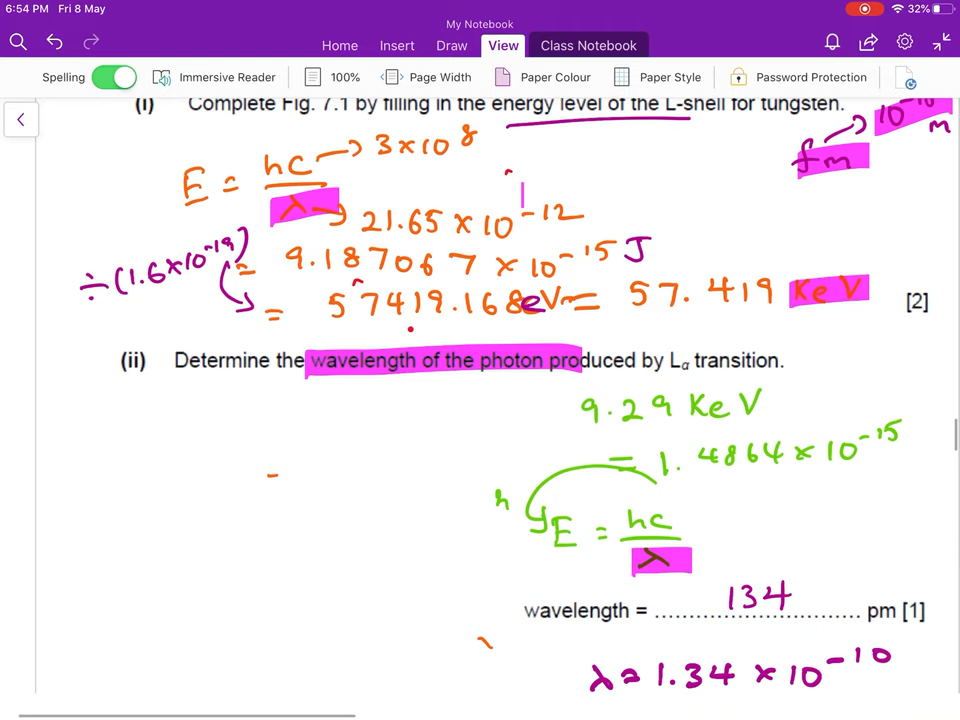 6:54 PM Fri 8 May
32%
My Notebook
Home Insert Draw View Class Notebook
Spelling Immersive Reader 100% Page Width Paper Colour Paper Style Password Protection
(i) Complete Fig. 7.1 by filling in the energy level of the L-shell for tungsten.
fm → 10
m
E = hc → 3 × 10^8
λ → 21.65 × 10^-12
÷(1.6×10^-19)
= 9.187067 × 10^-15 J
= 57419.168eV = 57.419 KeV
[2]
(ii) Determine the wavelength of the photon produced by Lα transition.
9.29 KeV
= 1.4864 × 10^-15
h
E = hc
λ
wavelength = 134 pm [1]
λ = 1.34 × 10^-10